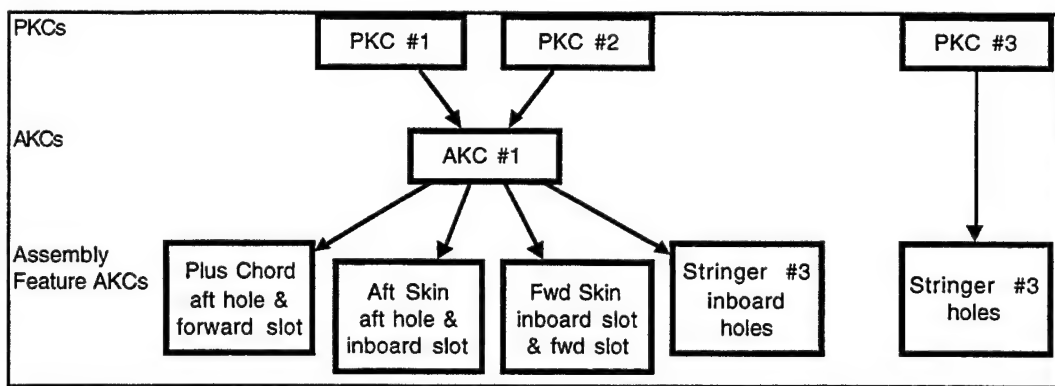 PKCs
PKC #1
PKC #2
PKC #3
AKCs
AKC #1
Assembly
Feature AKCs
Plus Chord
aft hole &
forward slot
Aft Skin
aft hole &
inboard slot
Fwd Skin
inboard slot
& fwd slot
Stringer #3
inboard
holes
Stringer #3
holes